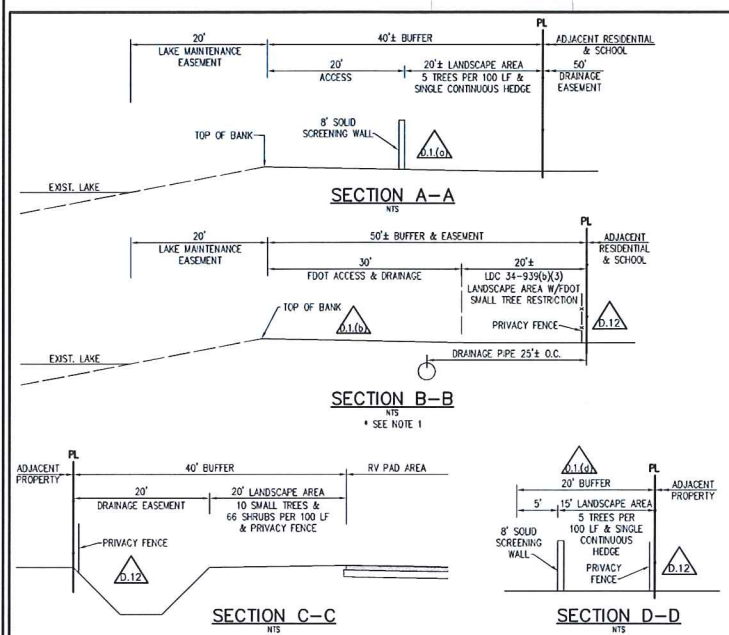 PL
20'
LAKE MAINTENANCE
EASEMENT
40'± BUFFER
ADJACENT RESIDENTIAL
& SCHOOL
20'
ACCESS
20'± LANDSCAPE AREA
5 TREES PER 100 LF &
SINGLE CONTINUOUS HEDGE
50'
DRAINAGE
EASEMENT
TOP OF BANK
8' SOLID
SCREENING WALL
D.1.(a)
EXIST. LAKE
SECTION A-A
NTS
PL
20'
LAKE MAINTENANCE
EASEMENT
50'± BUFFER & EASEMENT
ADJACENT
RESIDENTIAL
& SCHOOL
30'
FDOT ACCESS & DRAINAGE
20'±
LDC 34-939(b)(3)
LANDSCAPE AREA W/FDOT
SMALL TREE RESTRICTION
TOP OF BANK
D.1.(b)
PRIVACY FENCE
D.12
EXIST. LAKE
DRAINAGE PIPE 25'± O.C.
SECTION B-B
NTS
* SEE NOTE 1
PL
ADJACENT
PROPERTY
40' BUFFER
RV PAD AREA
20'
DRAINAGE EASEMENT
20' LANDSCAPE AREA
10 SMALL TREES &
66 SHRUBS PER 100 LF
& PRIVACY FENCE
PRIVACY FENCE
D.12
SECTION C-C
NTS
D.1.(d)
PL
20' BUFFER
ADJACENT
PROPERTY
5'
15' LANDSCAPE AREA
5 TREES PER
100 LF & SINGLE
CONTINUOUS
HEDGE
8' SOLID
SCREENING
WALL
PRIVACY
FENCE
D.12
SECTION D-D
NTS